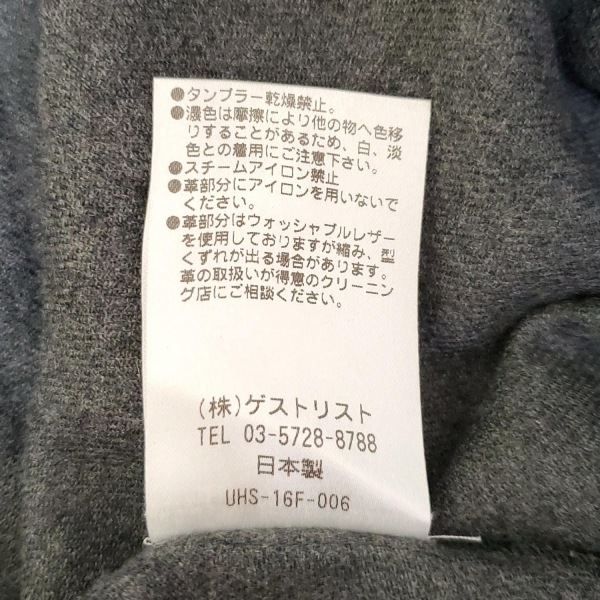 ●タンブラー乾燥禁止。
●濃色は摩擦により他の物へ色移
りすることがあるため、白、淡
色との着用にご注意下さい。
●スチームアイロン禁止
●革部分にアイロンを用いないで
ください。
●革部分はウォッシャブルレザー
を使用しておりますが縮み、型
くずれが出る場合があります。
革の取扱いが得意のクリーニン
グ店にご相談ください。
(株)ゲストリスト
TEL 03-5728-8788
日本製
UHS-16F-006